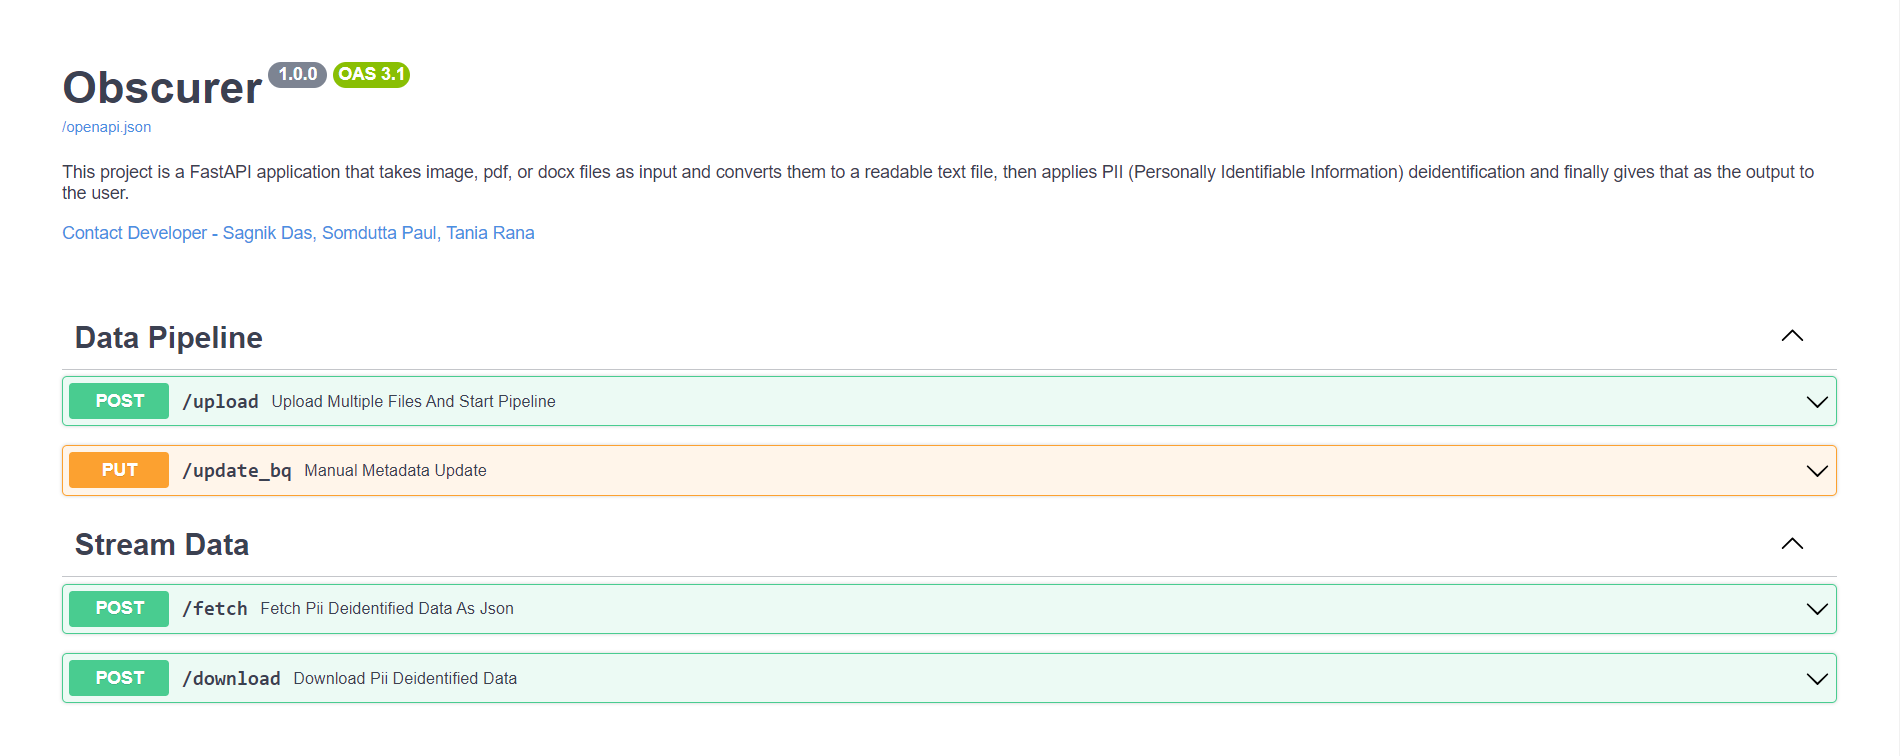 Obscurer 1.0.0 OAS 3.1
/openapi.json
This project is a FastAPI application that takes image, pdf, or docx files as input and converts them to a readable text file, then applies PII (Personally Identifiable Information) deidentification and finally gives that as the output to
the user.
Contact Developer - Sagnik Das, Somdutta Paul, Tania Rana
Data Pipeline
POST /upload Upload Multiple Files And Start Pipeline
PUT /update_bq Manual Metadata Update
Stream Data
POST /fetch Fetch Pii Deidentified Data As Json
POST /download Download Pii Deidentified Data